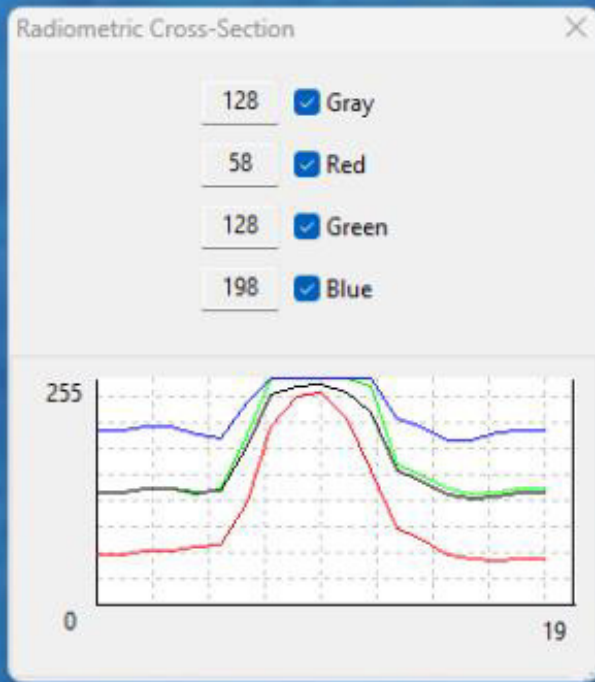 Radiometric Cross-Section
128 Gray
58 Red
128 Green
198 Blue
255
0
19